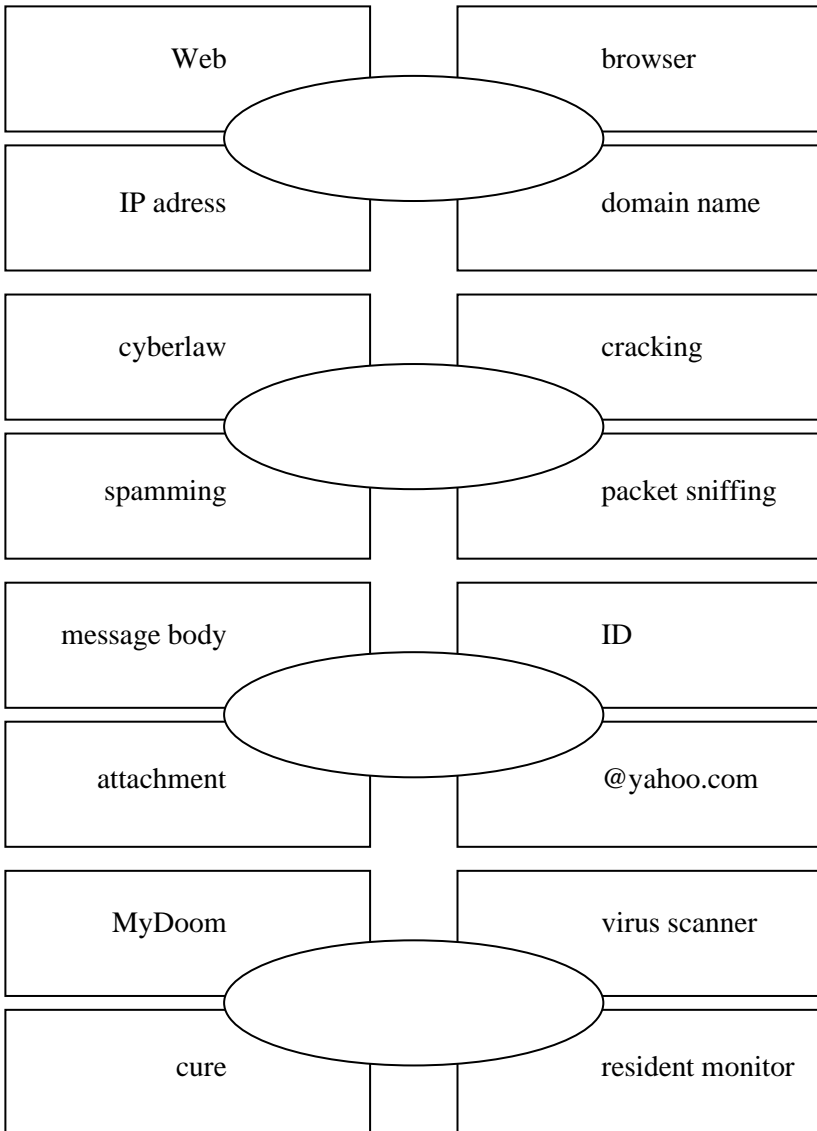 Web browser
IP adress domain name
cyberlaw cracking
spamming packet sniffing
message body ID
attachment @yahoo.com
MyDoom virus scanner
cure resident monitor